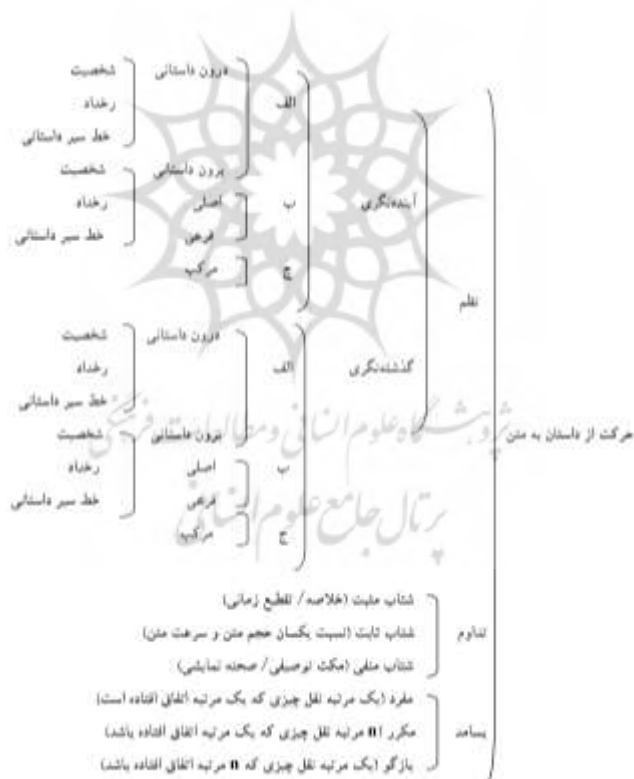 حرکت از داستان به متن
نظم
آینده‌نگری
الف
درون داستانی
شخصیت
رخداد
خط سیر داستانی
برون داستانی
شخصیت
رخداد
خط سیر داستانی
ب
اصلی
فرعی
ج
مرکب
گذشته‌نگری
الف
درون داستانی
شخصیت
رخداد
خط سیر داستانی
برون داستانی
شخصیت
رخداد
خط سیر داستانی
ب
اصلی
فرعی
ج
مرکب
تداوم
شتاب مثبت (خلاصه/ تقطیع زمانی)
شتاب ثابت (نسبت یکسان حجم متن و سرعت متن)
شتاب منفی (مکث توصیفی/ صحنه نمایشی)
بسامد
مفرد (یک مرتبه نقل چیزی که یک مرتبه اتفاق افتاده است)
مکرر (n مرتبه نقل چیزی که یک مرتبه اتفاق افتاده باشد)
بازگو (یک مرتبه نقل چیزی که n مرتبه اتفاق افتاده باشد)
پژوهشگاه علوم انسانی و مطالعات فرهنگی
پرتال جامع علوم انسانی